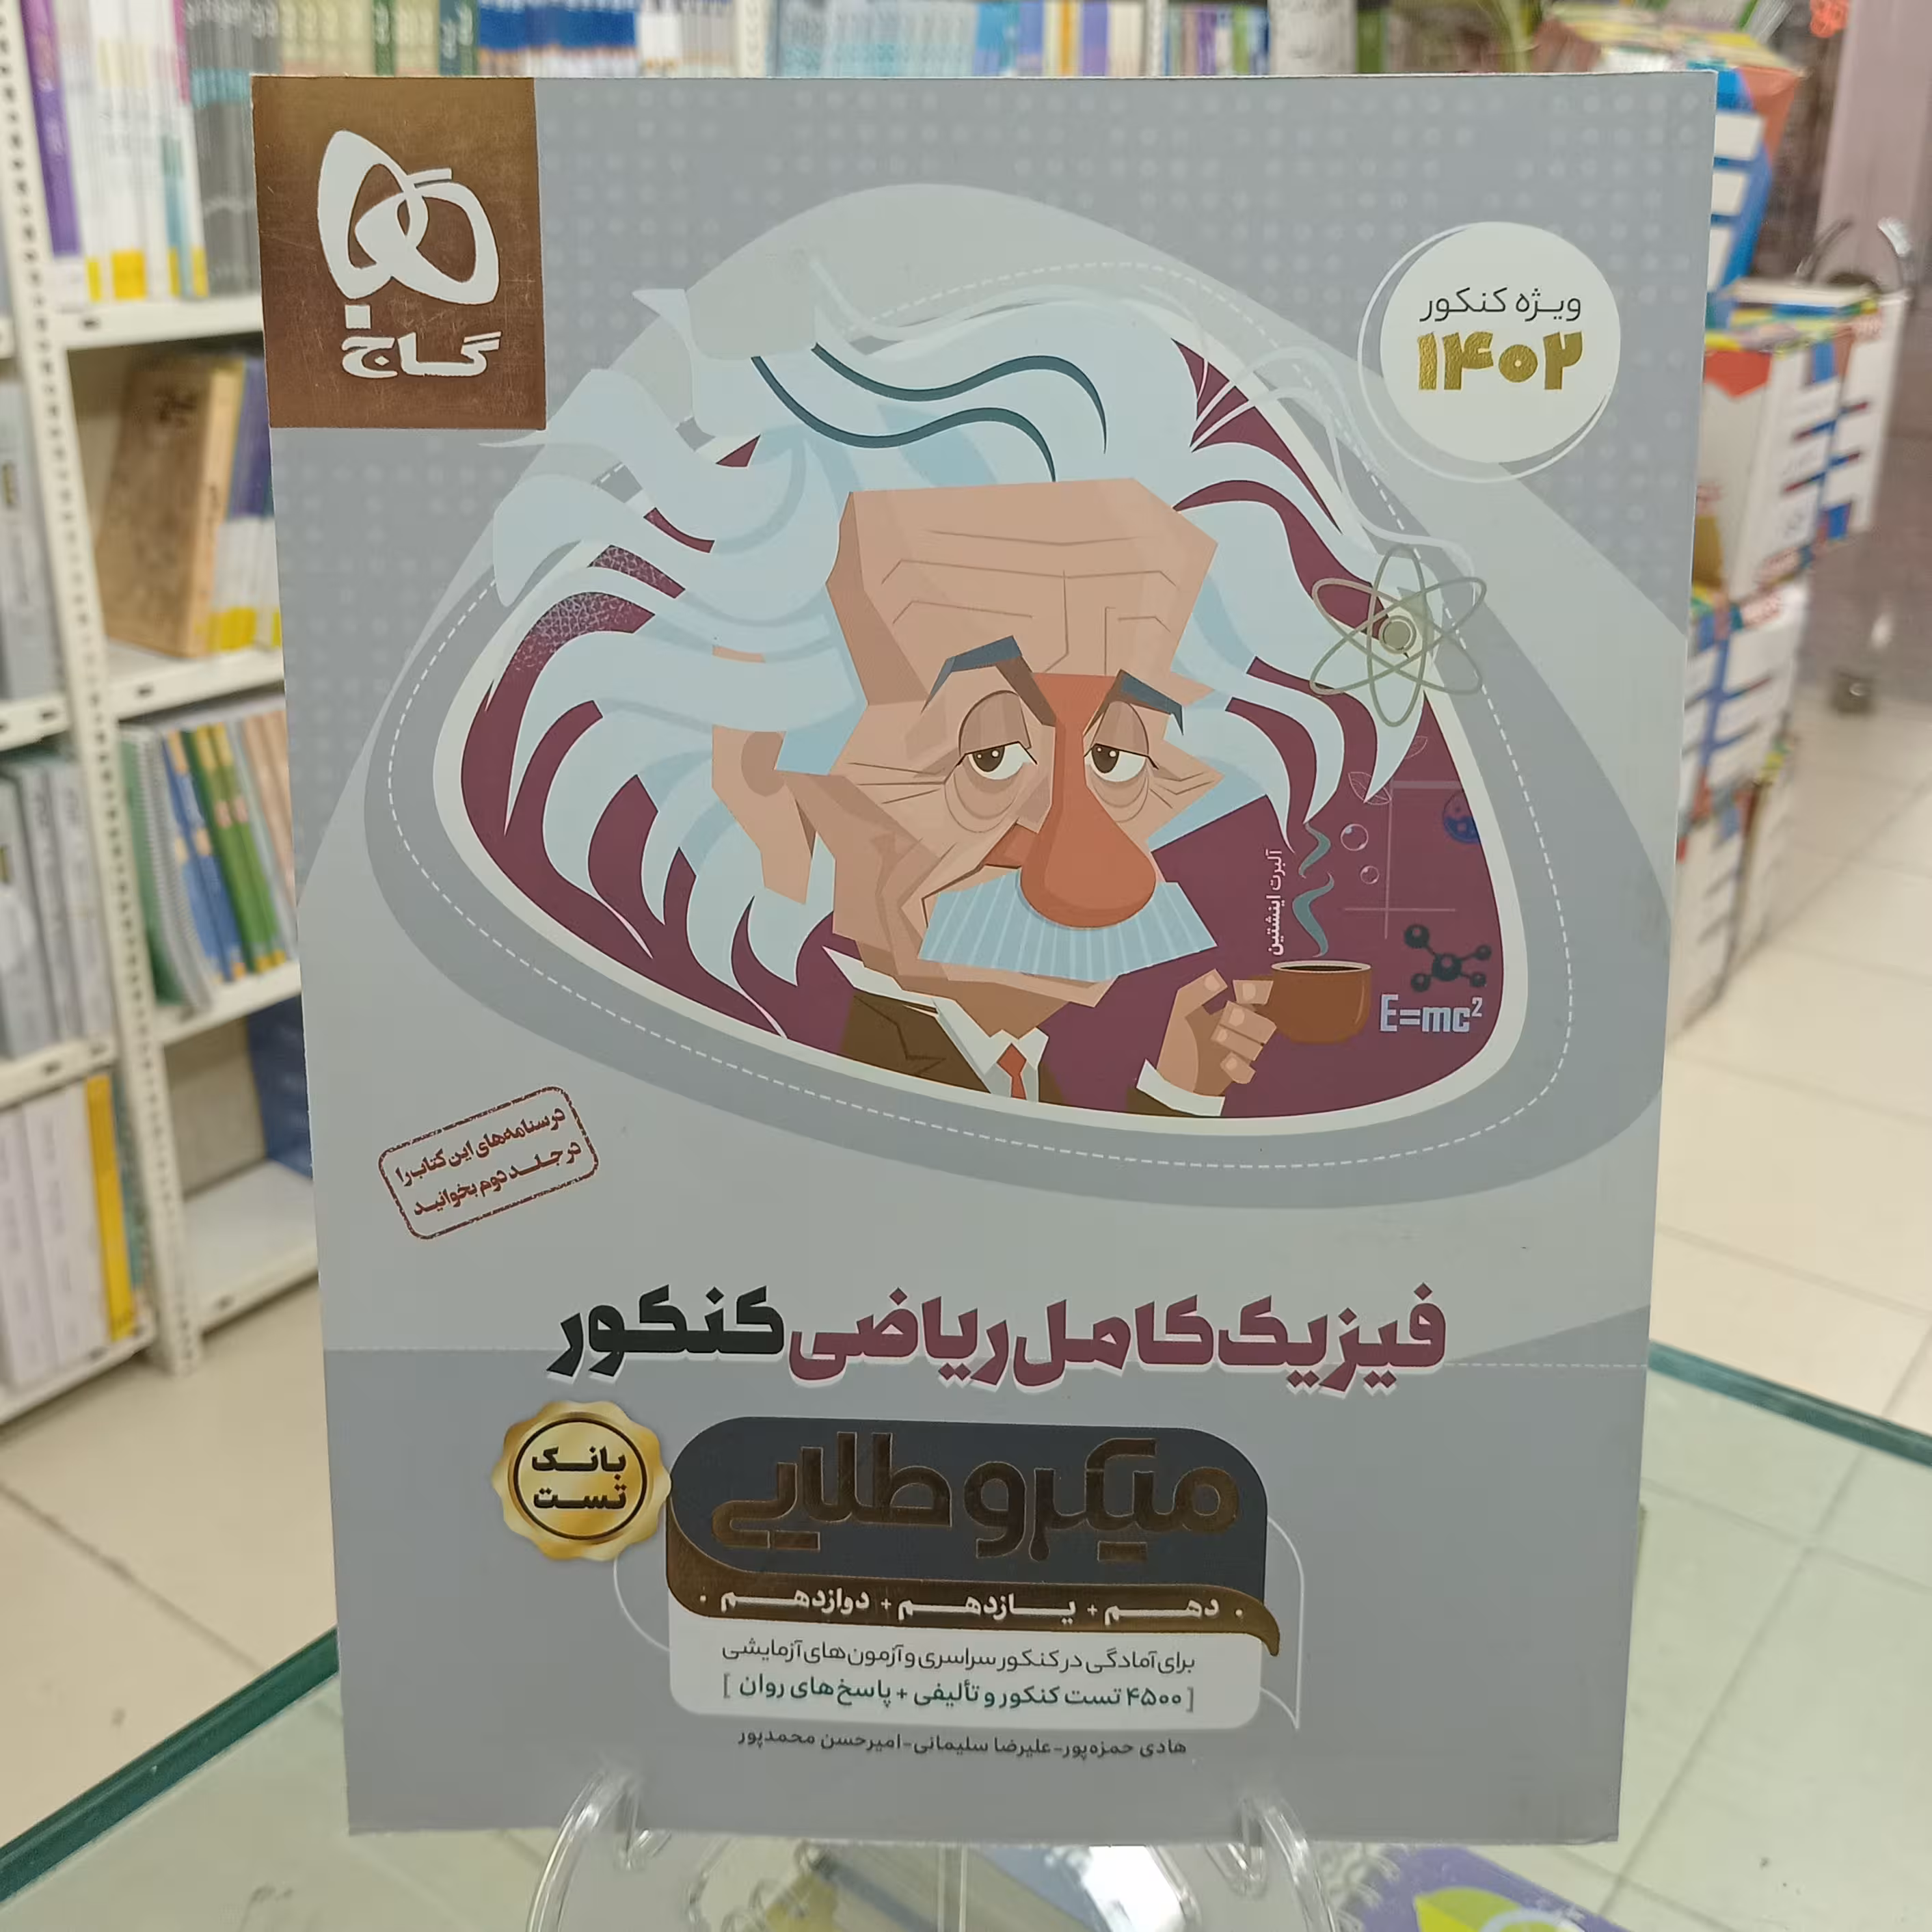 گاج
ویژه کنکور
۱۴۰۲
آلبرت اینشتین
E=mc²
درسنامه‌های این کتاب را
در جلد دوم بخوانید
فیزیک کامل ریاضی کنکور
بانک
تست
میکرو طلایی
دهم + یازدهم + دوازدهم
برای آمادگی در کنکور سراسری و آزمون‌های آزمایشی
[ ۴۵۰۰ تست کنکور و تألیفی + پاسخ‌های روان ]
هادی حمزه‌پور-علیرضا سلیمانی-امیرحسن محمدپور